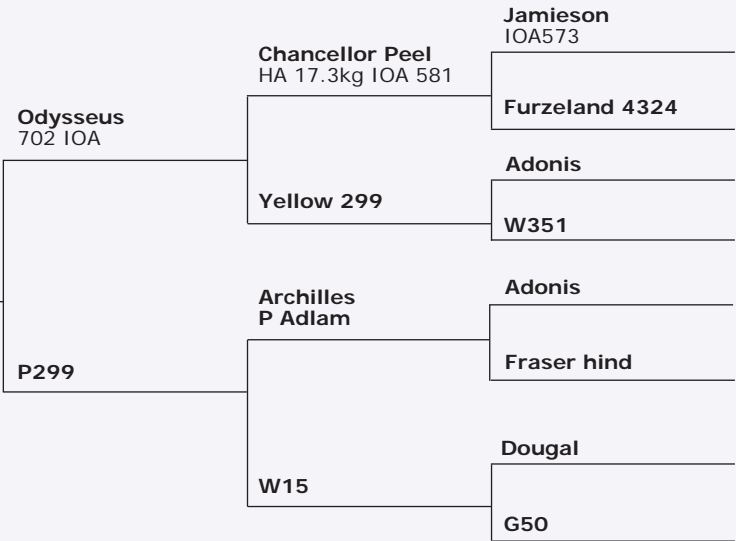 Jamieson
IOA573
Chancellor Peel
HA 17.3kg IOA 581
Furzeland 4324
Odysseus
702 IOA
Adonis
Yellow 299
W351
Archilles
P Adlam
Adonis
Fraser hind
P299
Dougal
W15
G50